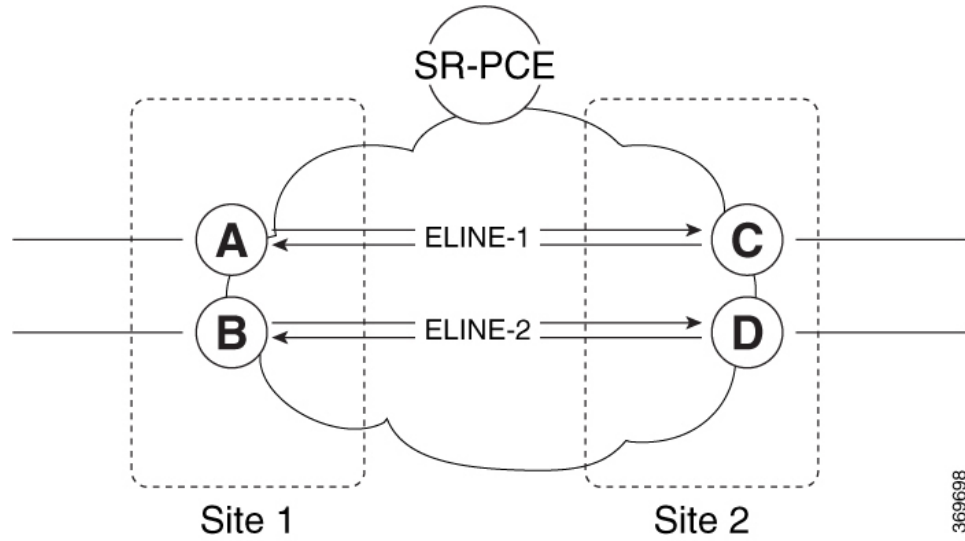 SR-PCE
A
ELINE-1
C
B
ELINE-2
D
Site 1
Site 2
369698